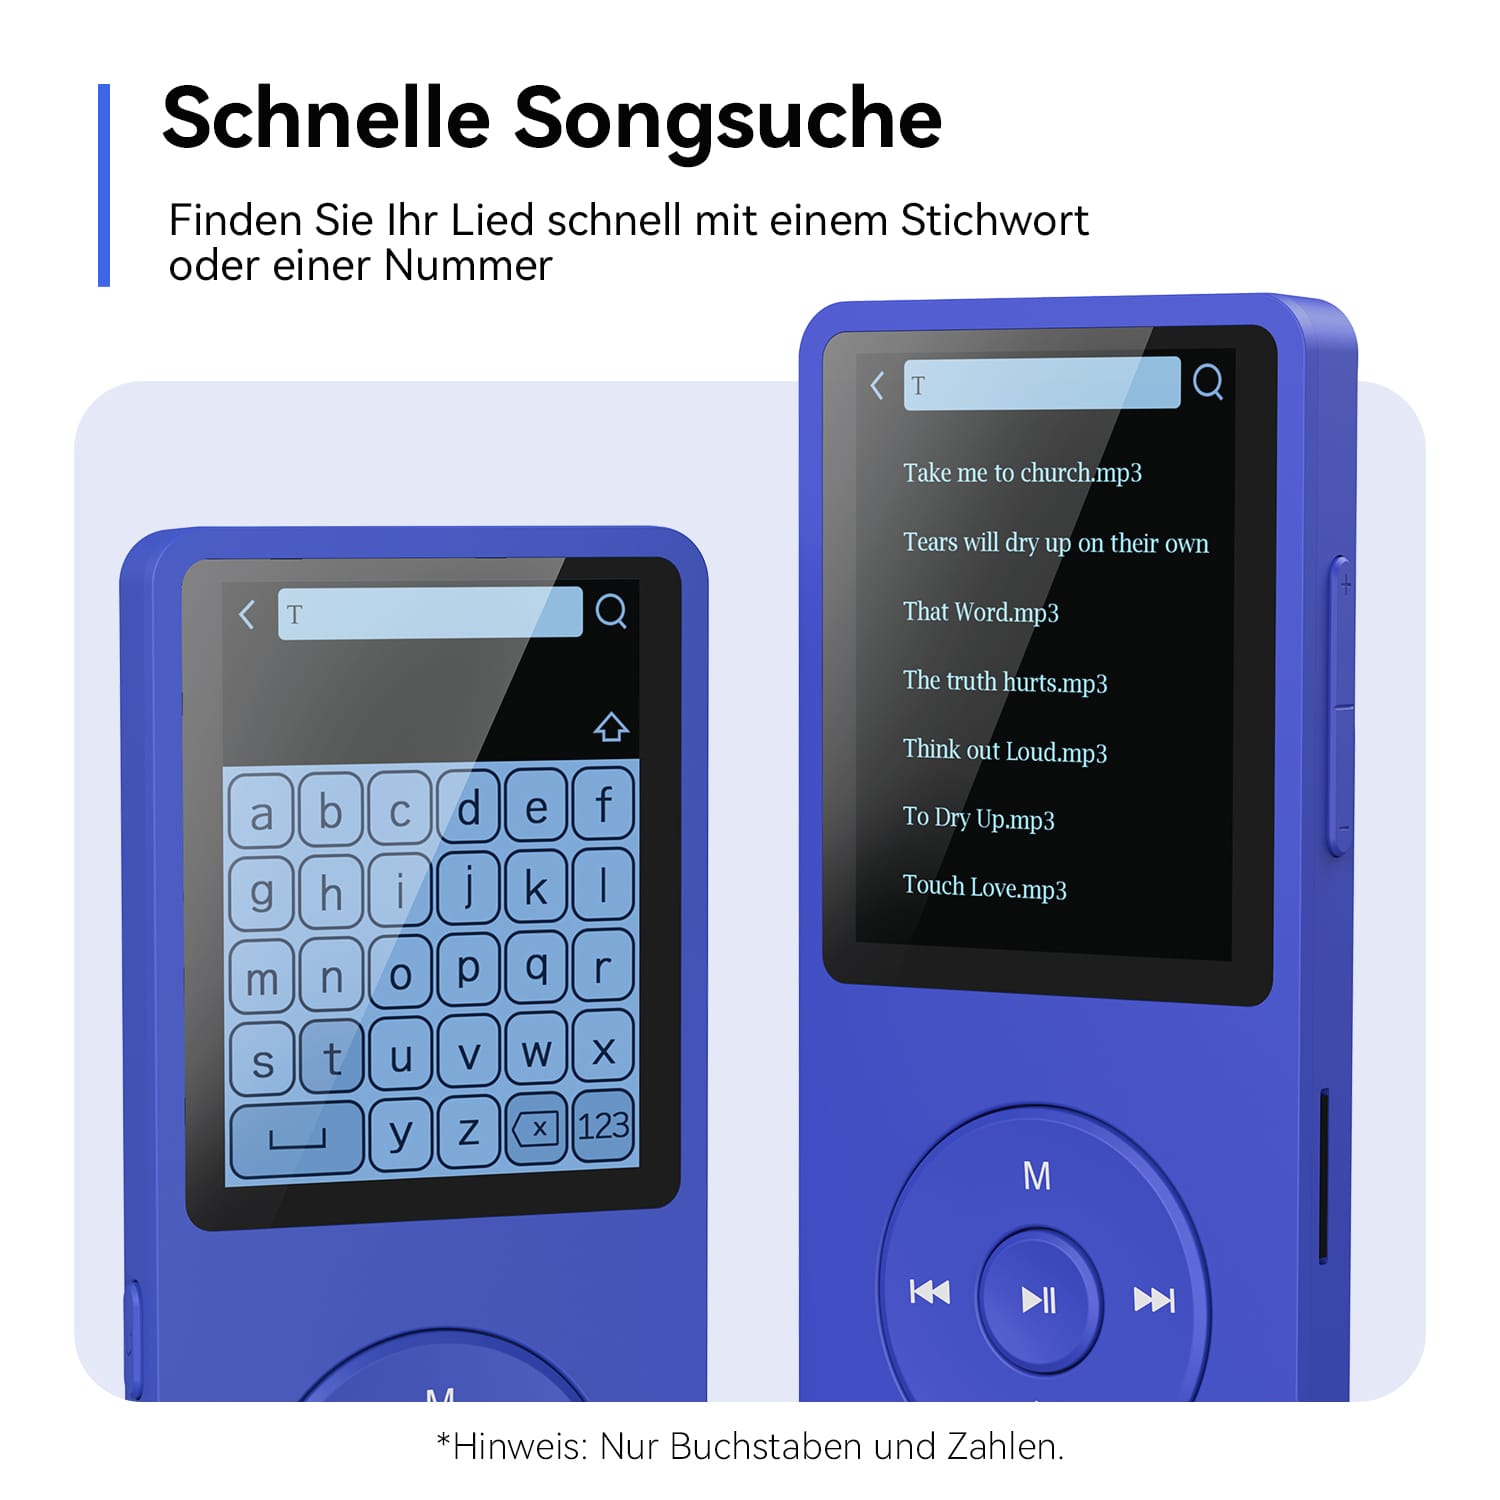 Schnelle Songsuche
Finden Sie Ihr Lied schnell mit einem Stichwort
oder einer Nummer
T
a b c d e f
g h i j k l
m n o p q r
s t u v w x
y z x 123
M
T
Take me to church.mp3
Tears will dry up on their own
That Word.mp3
The truth hurts.mp3
Think out Loud.mp3
To Dry Up.mp3
Touch Love.mp3
+
−
M
*Hinweis: Nur Buchstaben und Zahlen.